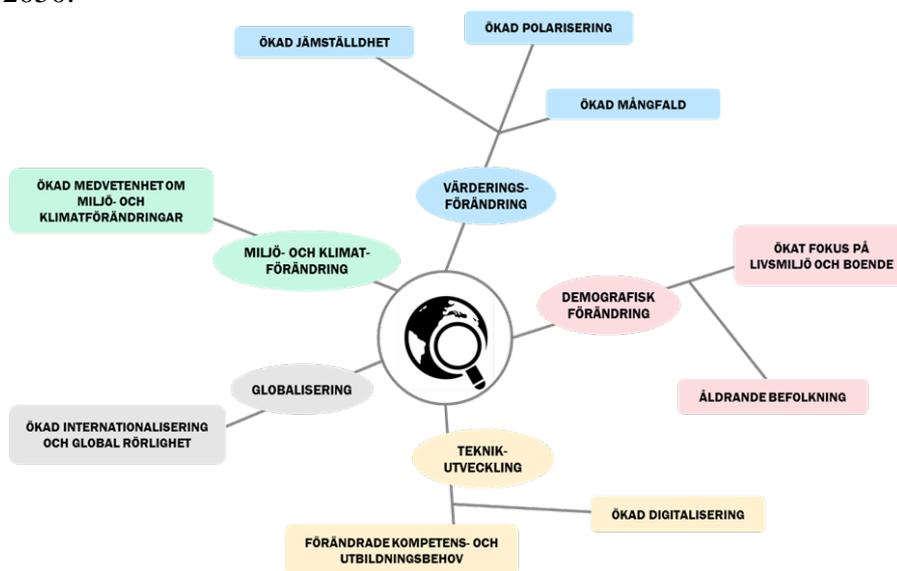 2030.
ÖKAD JÄMSTÄLLDHET
ÖKAD POLARISERING
ÖKAD MÅNGFALD
VÄRDERINGS-
FÖRÄNDRING
ÖKAD MEDVETENHET OM
MILJÖ- OCH
KLIMATFÖRÄNDRINGAR
MILJÖ- OCH KLIMAT-
FÖRÄNDRING
ÖKAT FOKUS PÅ
LIVSMILJÖ OCH BOENDE
DEMOGRAFISK
FÖRÄNDRING
ÅLDRANDE BEFOLKNING
GLOBALISERING
ÖKAD INTERNATIONALISERING
OCH GLOBAL RÖRLIGHET
TEKNIK-
UTVECKLING
ÖKAD DIGITALISERING
FÖRÄNDRADE KOMPETENS- OCH
UTBILDNINGSBEHOV